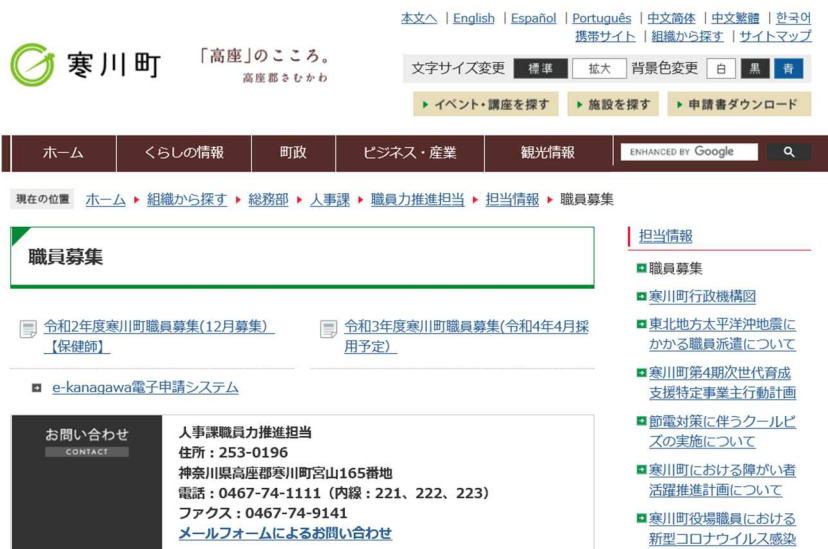 本文へ | English | Español | Português | 中文简体 | 中文繁體 | 한국어
携帯サイト | 組織から探す | サイトマップ
寒川町
「高座」のこころ。
高座郡さむかわ
文字サイズ変更 標準 拡大 背景色変更 白 黒 青
イベント・講座を探す 施設を探す 申請書ダウンロード
ホーム くらしの情報 町政 ビジネス・産業 観光情報 ENHANCED BY Google
現在の位置 ホーム 組織から探す 総務部 人事課 職員力推進担当 担当情報 職員募集
職員募集
令和2年度寒川町職員募集(12月募集)
【保健師】
令和3年度寒川町職員募集(令和4年4月採
用予定）
e-kanagawa電子申請システム
お問い合わせ
CONTACT
人事課職員力推進担当
住所：253-0196
神奈川県高座郡寒川町宮山165番地
電話：0467-74-1111（内線：221、222、223）
ファクス：0467-74-9141
メールフォームによるお問い合わせ
担当情報
職員募集
寒川町行政機構図
東北地方太平洋沖地震に
かかる職員派遣について
寒川町第4期次世代育成
支援特定事業主行動計画
節電対策に伴うクールビ
ズの実施について
寒川町における障がい者
活躍推進計画について
寒川町役場職員における
新型コロナウイルス感染